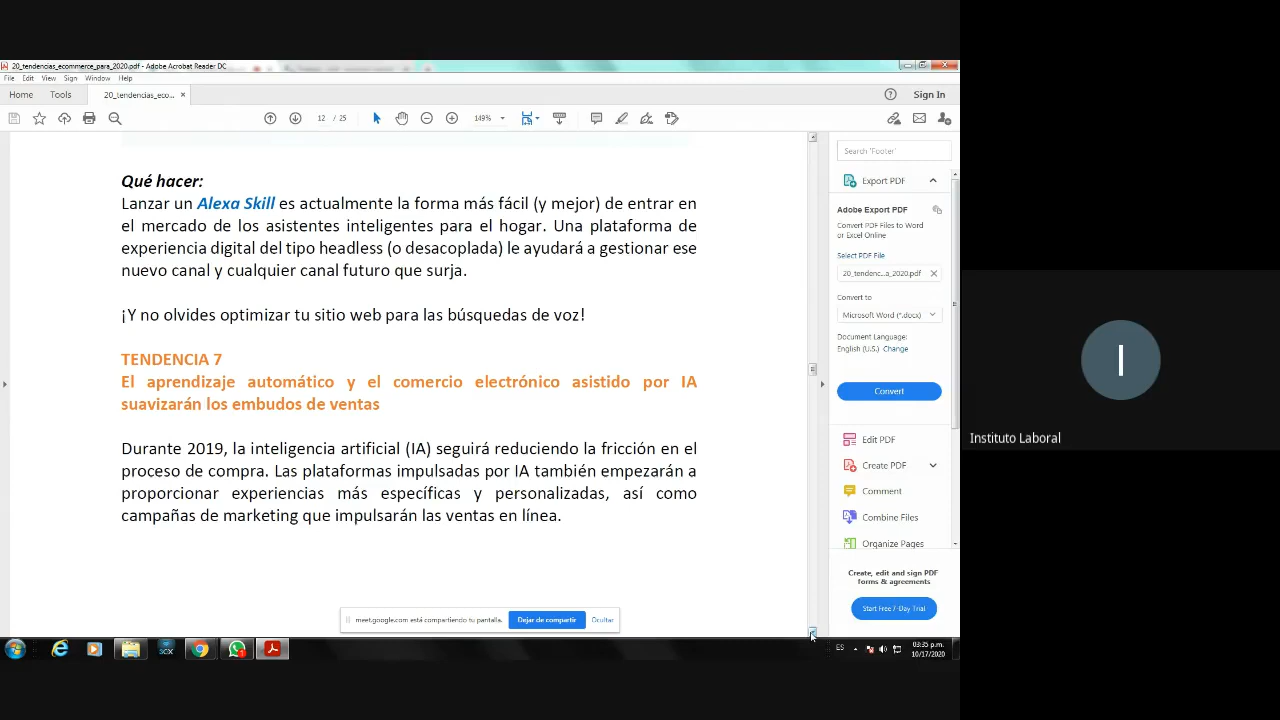 20_tendencias_ecommerce_para_2020.pdf - Adobe Acrobat Reader DC
File Edit View Sign Window Help
Home Tools 20_tendencias_eco... × Sign In
12 / 25 149%
Search 'Footer'
Export PDF
Adobe Export PDF
Convert PDF Files to Word
or Excel Online
Select PDF File
20_tendenc...a_2020.pdf
Convert to
Microsoft Word (*.docx)
Document Language:
English (U.S.) Change
Convert
Edit PDF
Create PDF
Comment
Combine Files
Organize Pages
Create, edit and sign PDF
forms & agreements
Start Free 7-Day Trial
Qué hacer:
Lanzar un Alexa Skill es actualmente la forma más fácil (y mejor) de entrar en
el mercado de los asistentes inteligentes para el hogar. Una plataforma de
experiencia digital del tipo headless (o desacoplada) le ayudará a gestionar ese
nuevo canal y cualquier canal futuro que surja.
¡Y no olvides optimizar tu sitio web para las búsquedas de voz!
TENDENCIA 7
El aprendizaje automático y el comercio electrónico asistido por IA
suavizarán los embudos de ventas
Durante 2019, la inteligencia artificial (IA) seguirá reduciendo la fricción en el
proceso de compra. Las plataformas impulsadas por IA también empezarán a
proporcionar experiencias más específicas y personalizadas, así como
campañas de marketing que impulsarán las ventas en línea.
meet.google.com está compartiendo tu pantalla. Dejar de compartir Ocultar
3CX
ES
03:35 p.m.
10/17/2020
I
Instituto Laboral